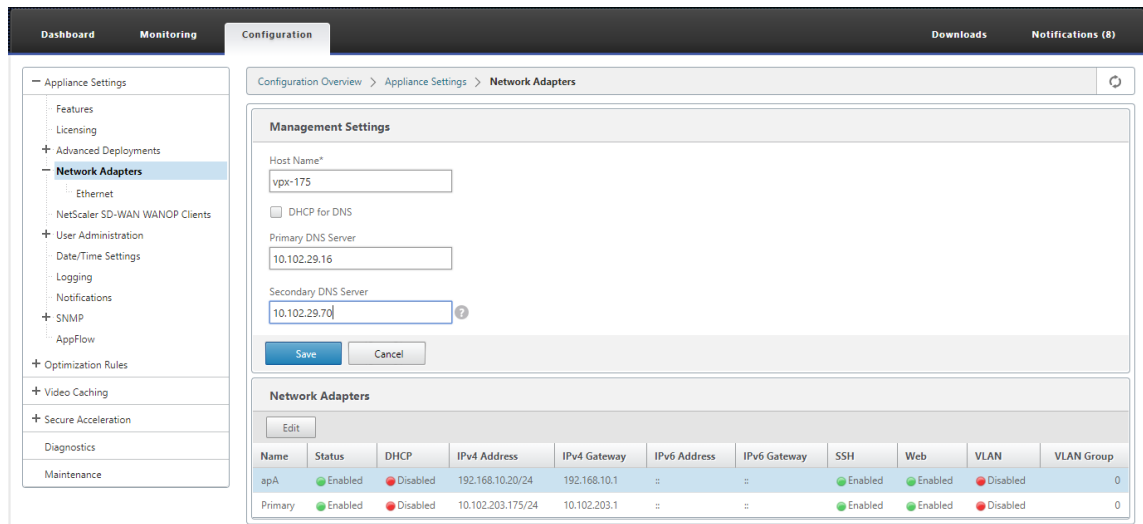 Dashboard Monitoring Configuration Downloads Notifications (8)
Appliance Settings
Features
Licensing
Advanced Deployments
Network Adapters
Ethernet
NetScaler SD-WAN WANOP Clients
User Administration
Date/Time Settings
Logging
Notifications
SNMP
AppFlow
Optimization Rules
Video Caching
Secure Acceleration
Diagnostics
Maintenance
Configuration Overview > Appliance Settings > Network Adapters
Management Settings
Host Name*
vpx-175
DHCP for DNS
Primary DNS Server
10.102.29.16
Secondary DNS Server
10.102.29.70
?
Save Cancel
Network Adapters
Edit
Name Status DHCP IPv4 Address IPv4 Gateway IPv6 Address IPv6 Gateway SSH Web VLAN VLAN Group
apA Enabled Disabled 192.168.10.20/24 192.168.10.1 :: :: Enabled Enabled Disabled 0
Primary Enabled Disabled 10.102.203.175/24 10.102.203.1 :: :: Enabled Enabled Disabled 0